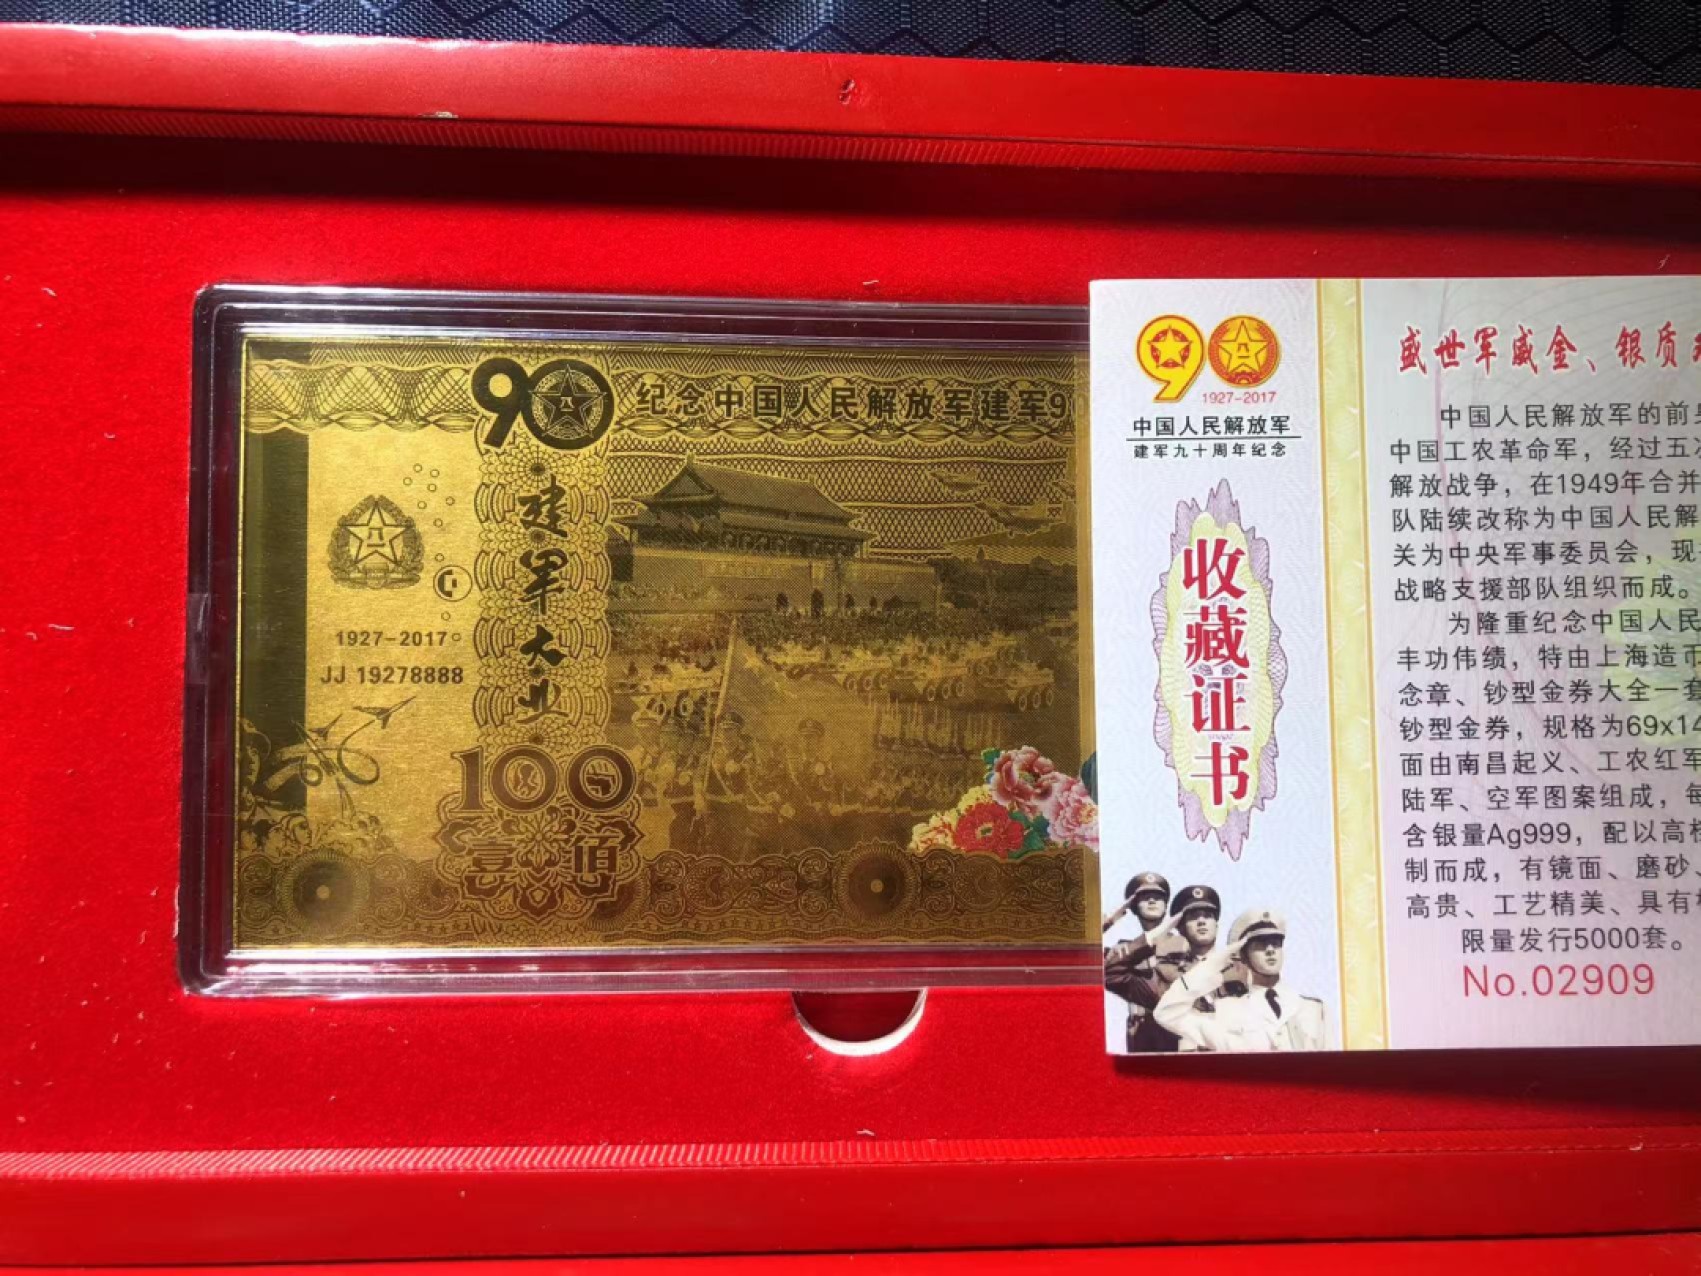 90 纪念中国人民解放军建军90
建军大业
1927-2017
JJ 19278888
100
壹佰
90
1927-2017
中国人民解放军
建军九十周年纪念
收藏证书
盛世军威金、银质
中国人民解放军的前
中国工农革命军，经过五
解放战争，在1949年合并
队陆续改称为中国人民解
关为中央军事委员会，现
战略支援部队组织而成。
为隆重纪念中国人民
丰功伟绩，特由上海造币
念章、钞型金券大全一套
钞型金券，规格为69x14
面由南昌起义、工农红军
陆军、空军图案组成，每
含银量Ag999，配以高
制而成，有镜面、磨砂、
高贵、工艺精美、具有
限量发行5000套。
No.02909